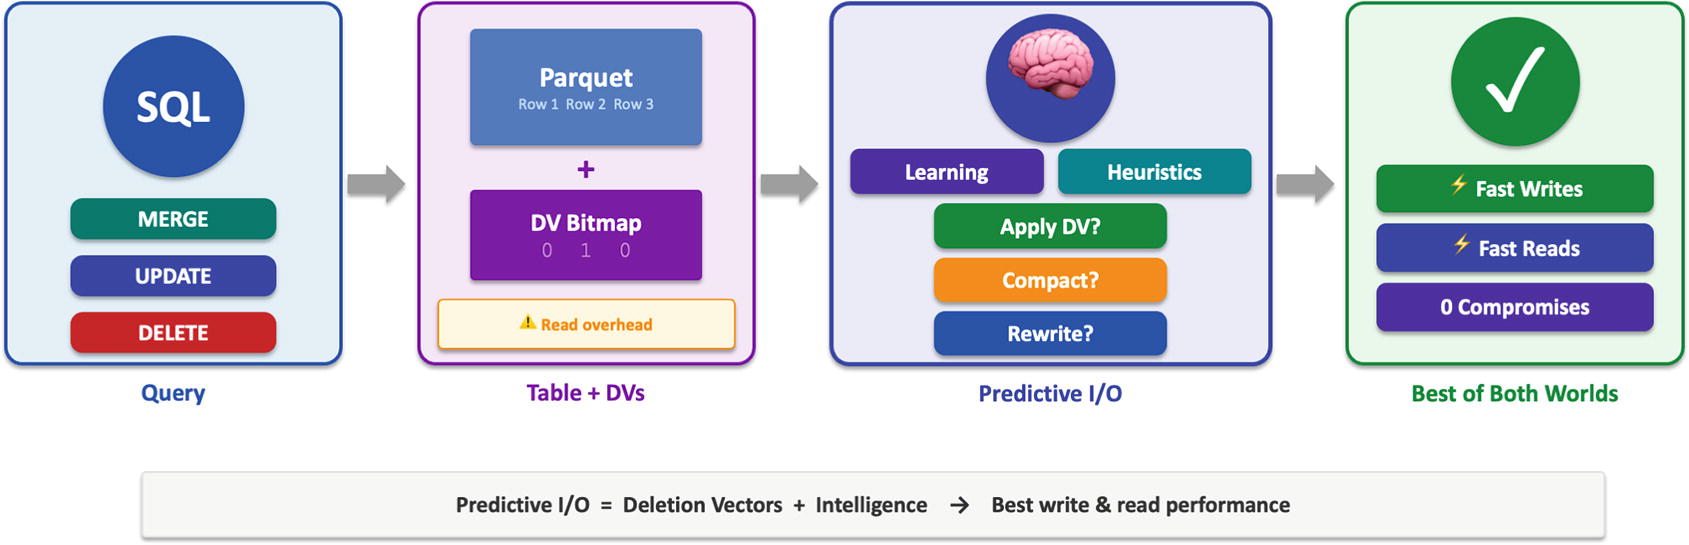 SQL
MERGE
UPDATE
DELETE
Query
Parquet
Row 1 Row 2 Row 3
+
DV Bitmap
0 1 0
⚠ Read overhead
Table + DVs
Learning
Heuristics
Apply DV?
Compact?
Rewrite?
Predictive I/O
⚡ Fast Writes
⚡ Fast Reads
0 Compromises
Best of Both Worlds
Predictive I/O = Deletion Vectors + Intelligence → Best write & read performance